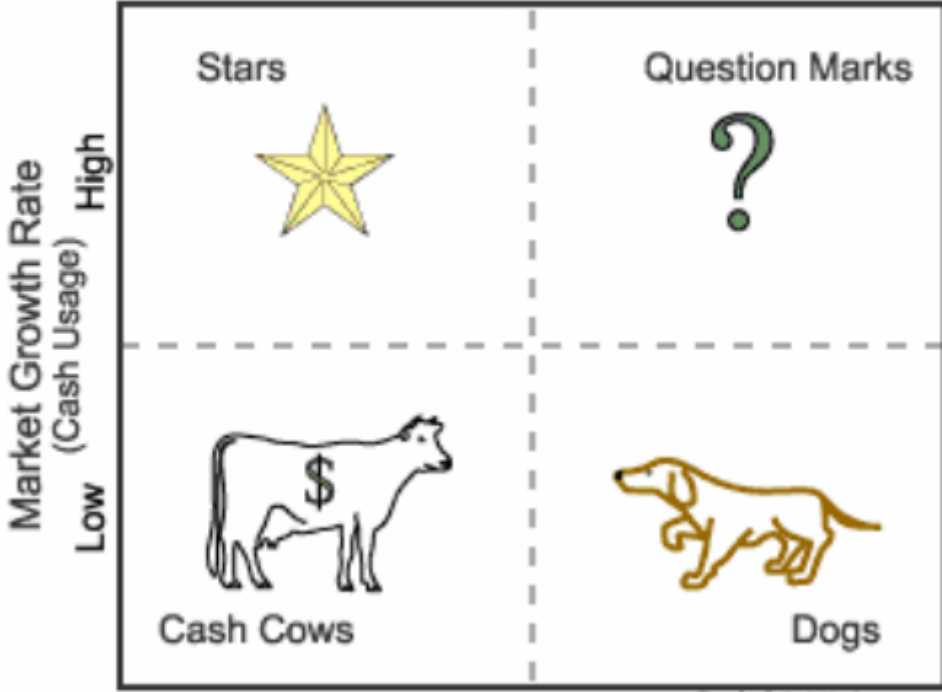 Stars
Question Marks
Market Growth Rate
(Cash Usage)
High
Low
$
Cash Cows
Dogs